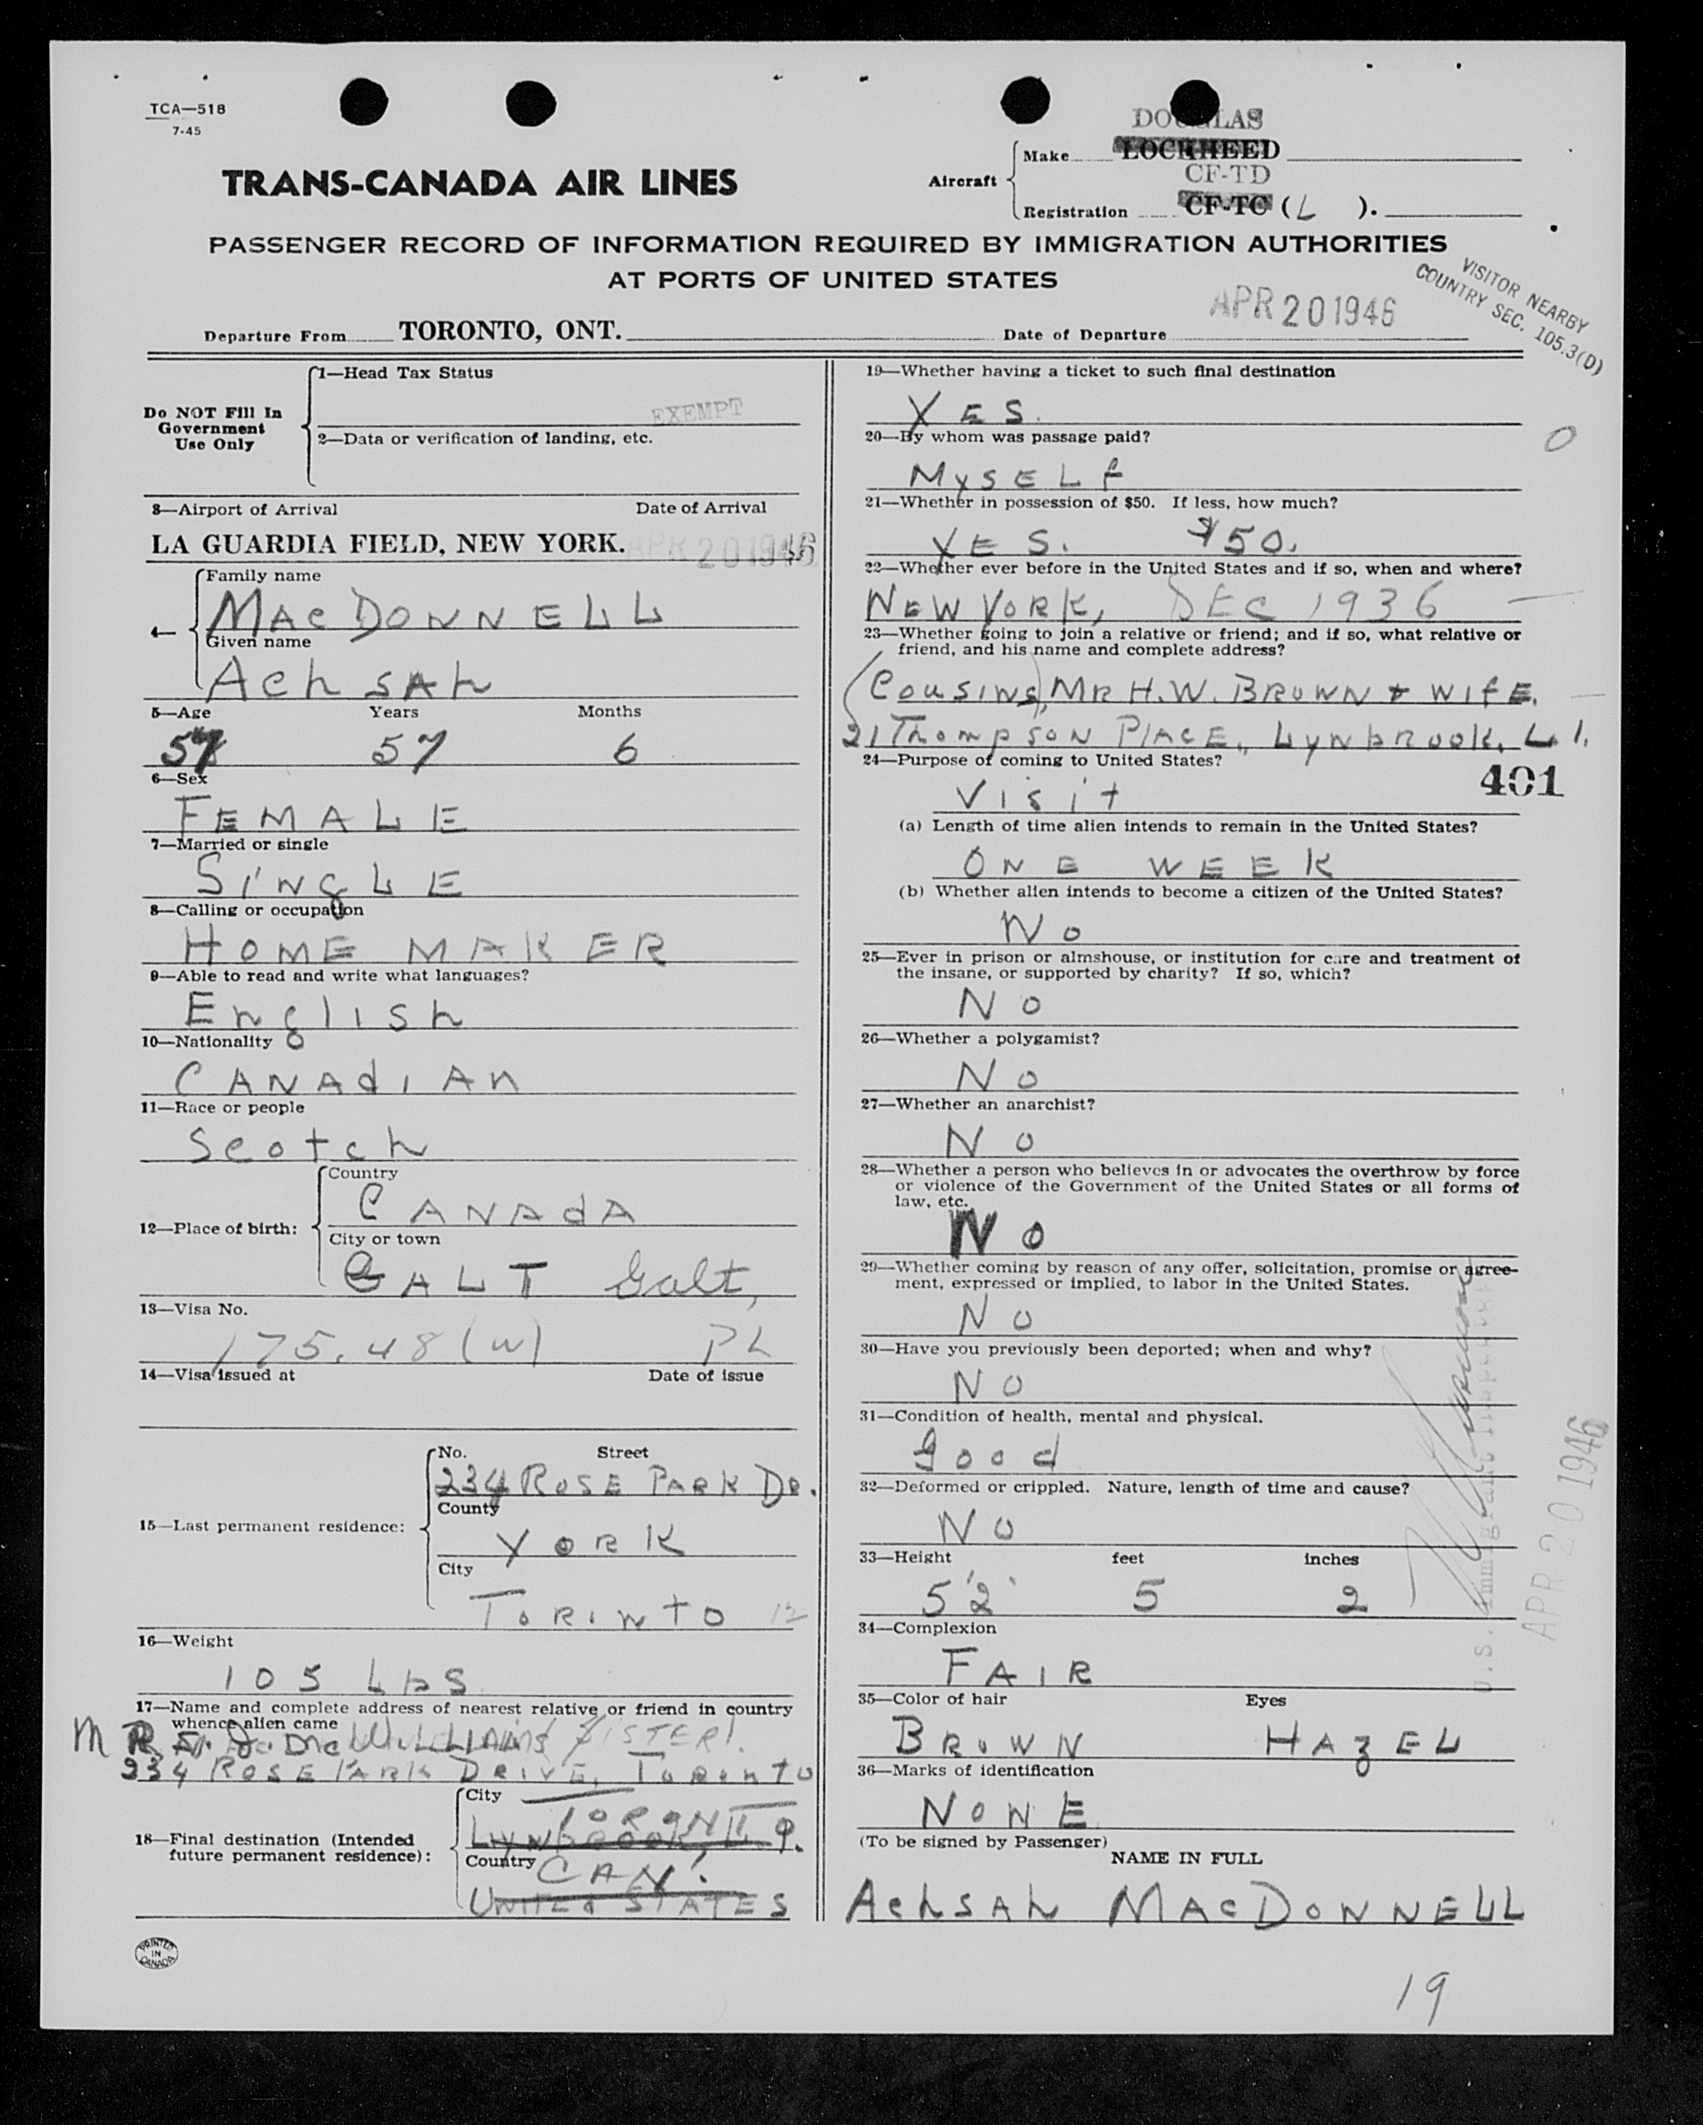 TCA—518
7-45
DOUGLAS
Make LOCKHEED
TRANS-CANADA AIR LINES
Aircraft
CF-TD
Registration CF-TC (L ).
PASSENGER RECORD OF INFORMATION REQUIRED BY IMMIGRATION AUTHORITIES
AT PORTS OF UNITED STATES
VISITOR NEARBY
COUNTRY SEC. 105.3(D)
Departure From TORONTO, ONT. Date of Departure APR 20 1946
Do NOT Fill In
Government
Use Only
1—Head Tax Status
EXEMPT
2—Data or verification of landing, etc.
3—Airport of Arrival Date of Arrival
LA GUARDIA FIELD, NEW YORK. APR 20 1946
4—
Family name
MacDonnell
Given name
Achsah
5—Age Years Months
57 57 6
6—Sex
Female
7—Married or single
Single
8—Calling or occupation
Home Maker
9—Able to read and write what languages?
English
10—Nationality
Canadian
11—Race or people
Scotch
12—Place of birth:
Country
Canada
City or town
GALT Galt,
13—Visa No.
175.48(W) PL
14—Visa issued at Date of issue
15—Last permanent residence:
No. Street
234 Rose Park Dr.
County
York
City
Toronto 12
16—Weight
105 Lbs
17—Name and complete address of nearest relative or friend in country
whence alien came
McWilliams SISTER
234 Rose Park Drive, Toronto
18—Final destination (Intended
future permanent residence):
City
TORONTO
Lynbrook
Country CAN.
United States
PRINTED
IN
CANADA
19—Whether having a ticket to such final destination
Yes.
20—By whom was passage paid?
Myself
0
21—Whether in possession of $50. If less, how much?
Yes. $50.
22—Whether ever before in the United States and if so, when and where?
New York, DEC 1936
23—Whether going to join a relative or friend; and if so, what relative or
friend, and his name and complete address?
(Cousins), Mr H.W. Brown & wife.
21 Thompson Place., Lynbrook, L.I.
24—Purpose of coming to United States?
401
Visit
(a) Length of time alien intends to remain in the United States?
One week
(b) Whether alien intends to become a citizen of the United States?
No
25—Ever in prison or almshouse, or institution for care and treatment of
the insane, or supported by charity? If so, which?
No
26—Whether a polygamist?
No
27—Whether an anarchist?
No
28—Whether a person who believes in or advocates the overthrow by force
or violence of the Government of the United States or all forms of
law, etc.
No
29—Whether coming by reason of any offer, solicitation, promise or agree-
ment, expressed or implied, to labor in the United States.
No
30—Have you previously been deported; when and why?
No
31—Condition of health, mental and physical.
Good
32—Deformed or crippled. Nature, length of time and cause?
No
33—Height feet inches
5'2' 5 2
U.S. Immigrant Inspector
APR 20 1946
34—Complexion
Fair
35—Color of hair Eyes
Brown Hazel
36—Marks of identification
None
(To be signed by Passenger)
NAME IN FULL
Achsah MacDonnell
19